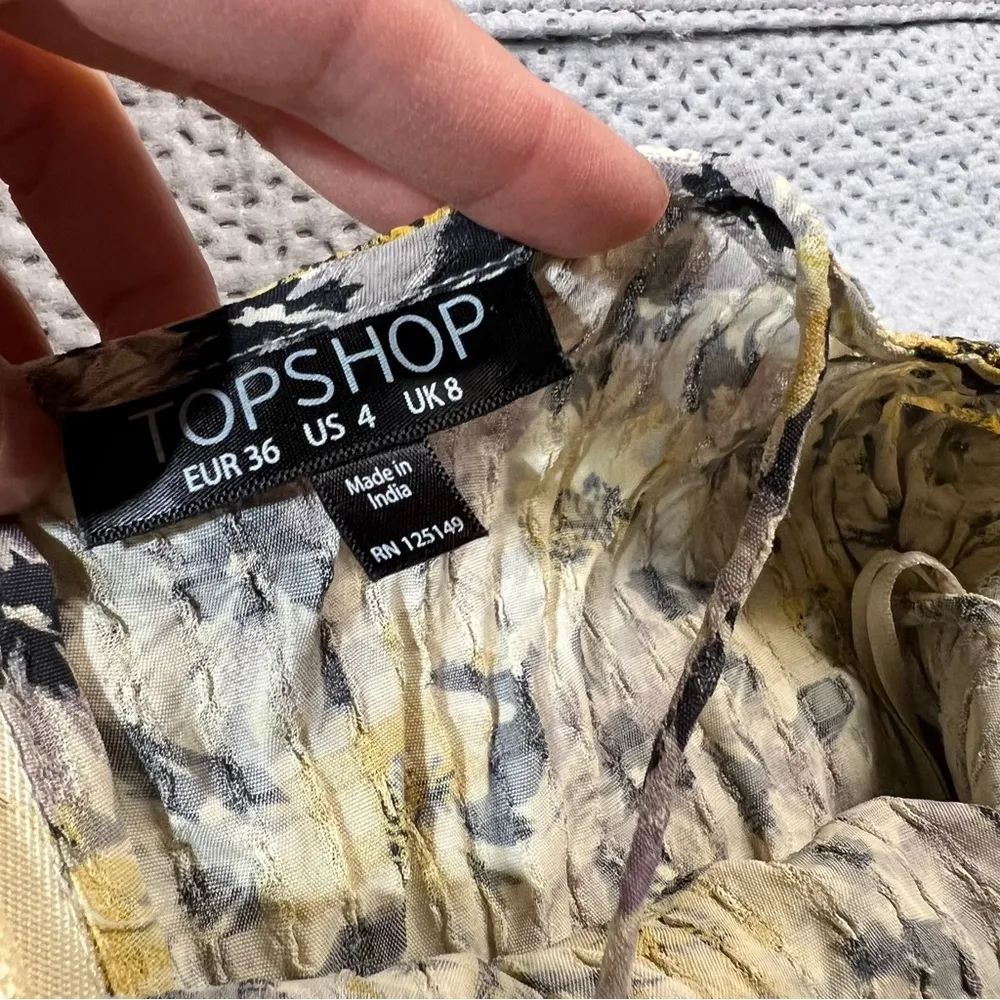 TOPSHOP
EUR 36 US 4 UK 8
Made in
India
RN 125149